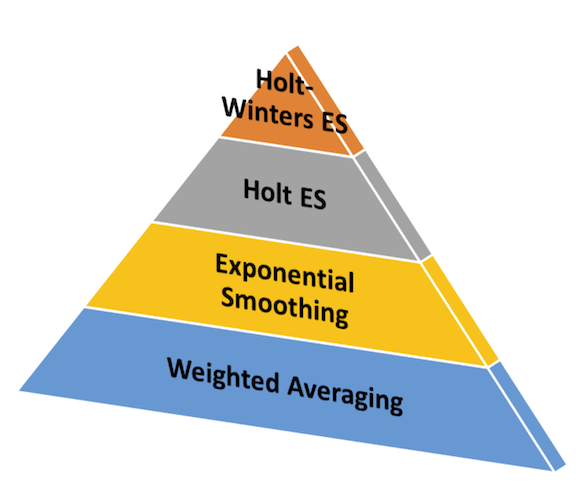 Holt-
Winters ES
Holt ES
Exponential
Smoothing
Weighted Averaging